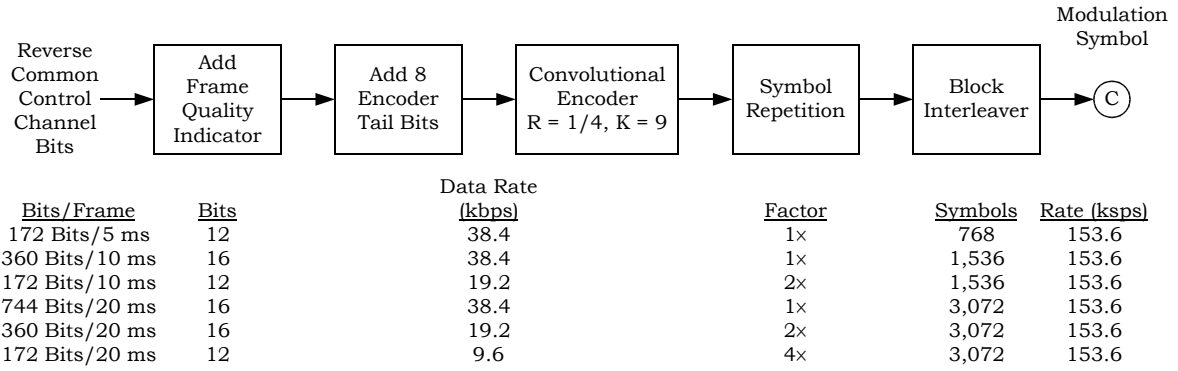 Reverse
Common
Control
Channel
Bits
Add
Frame
Quality
Indicator
Add 8
Encoder
Tail Bits
Convolutional
Encoder
R = 1/4, K = 9
Symbol
Repetition
Block
Interleaver
Modulation
Symbol
C
Data Rate
Bits/Frame Bits (kbps) Factor Symbols Rate (ksps)
172 Bits/5 ms 12 38.4 1× 768 153.6
360 Bits/10 ms 16 38.4 1× 1,536 153.6
172 Bits/10 ms 12 19.2 2× 1,536 153.6
744 Bits/20 ms 16 38.4 1× 3,072 153.6
360 Bits/20 ms 16 19.2 2× 3,072 153.6
172 Bits/20 ms 12 9.6 4× 3,072 153.6